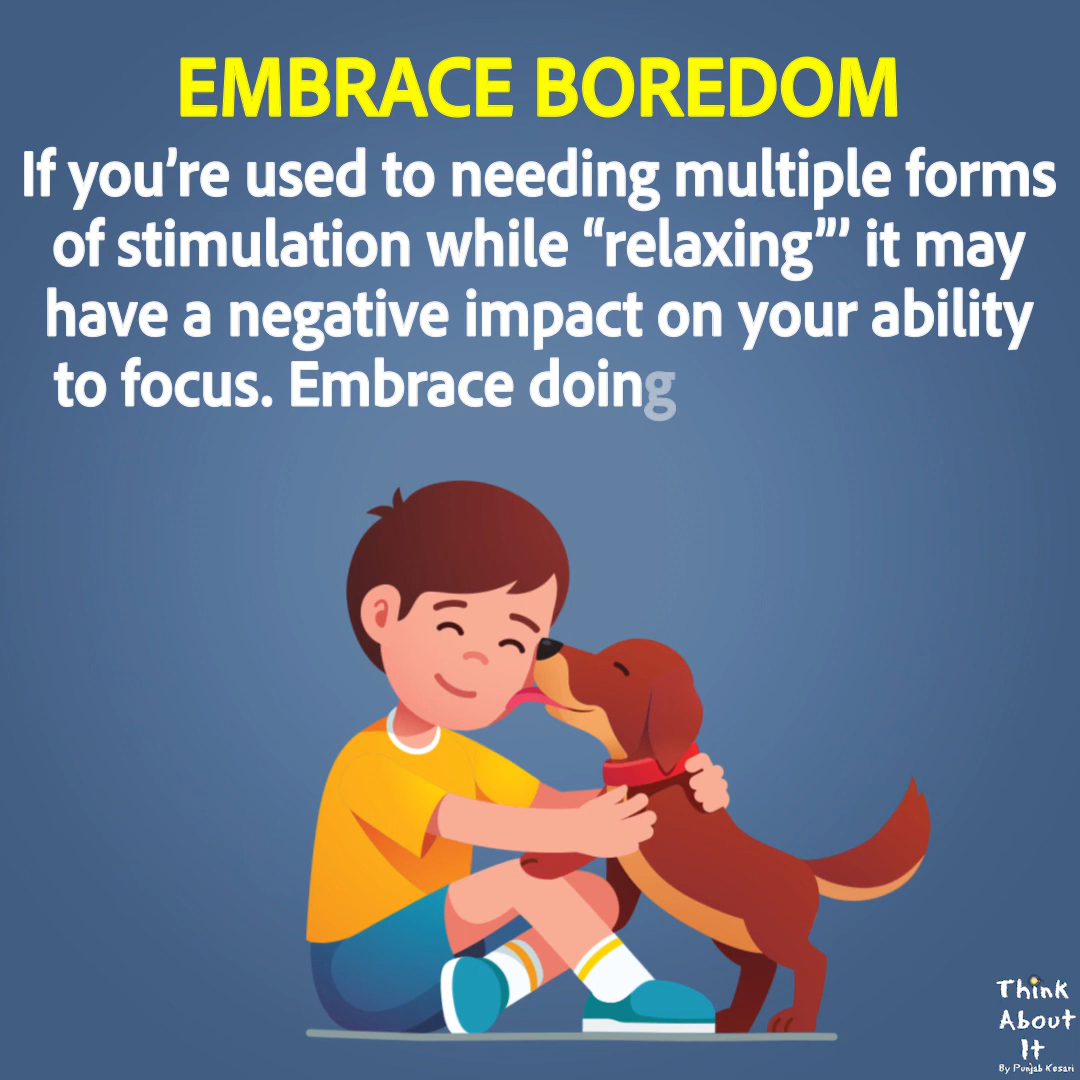 EMBRACE BOREDOM
If you’re used to needing multiple forms
of stimulation while “relaxing”’ it may
have a negative impact on your ability
to focus. Embrace doing
Think
About
It
By Punjab Kesari